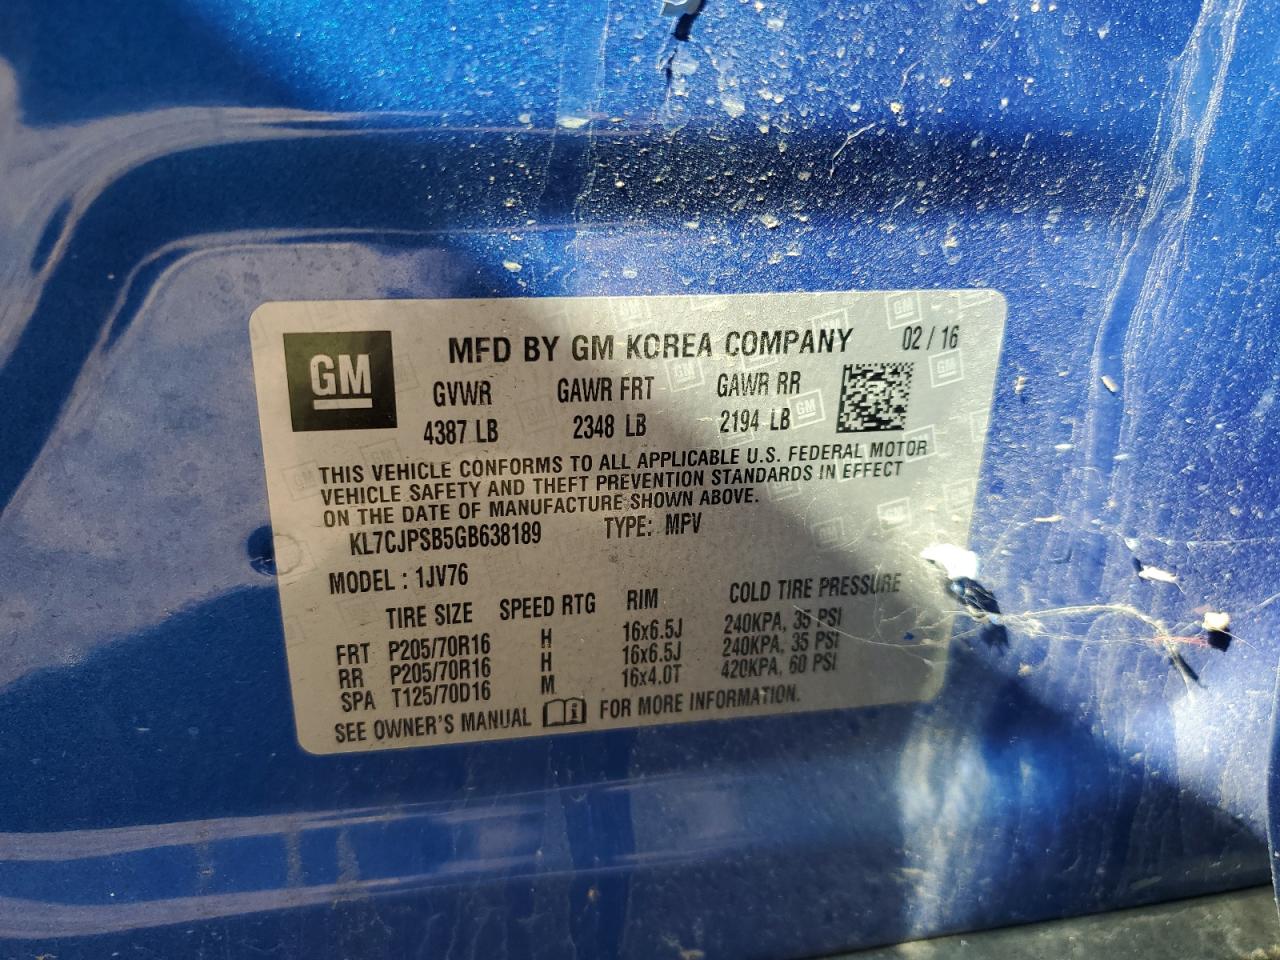 GM
MFD BY GM KOREA COMPANY 02 / 16
GVWR GAWR FRT GAWR RR
4387 LB 2348 LB 2194 LB
THIS VEHICLE CONFORMS TO ALL APPLICABLE U.S. FEDERAL MOTOR
VEHICLE SAFETY AND THEFT PREVENTION STANDARDS IN EFFECT
ON THE DATE OF MANUFACTURE SHOWN ABOVE.
KL7CJPSB5GB638189 TYPE: MPV
MODEL : 1JV76
TIRE SIZE SPEED RTG RIM COLD TIRE PRESSURE
FRT P205/70R16 H 16x6.5J 240KPA, 35 PSI
RR P205/70R16 H 16x6.5J 240KPA, 35 PSI
SPA T125/70D16 M 16x4.0T 420KPA, 60 PSI
SEE OWNER'S MANUAL FOR MORE INFORMATION.